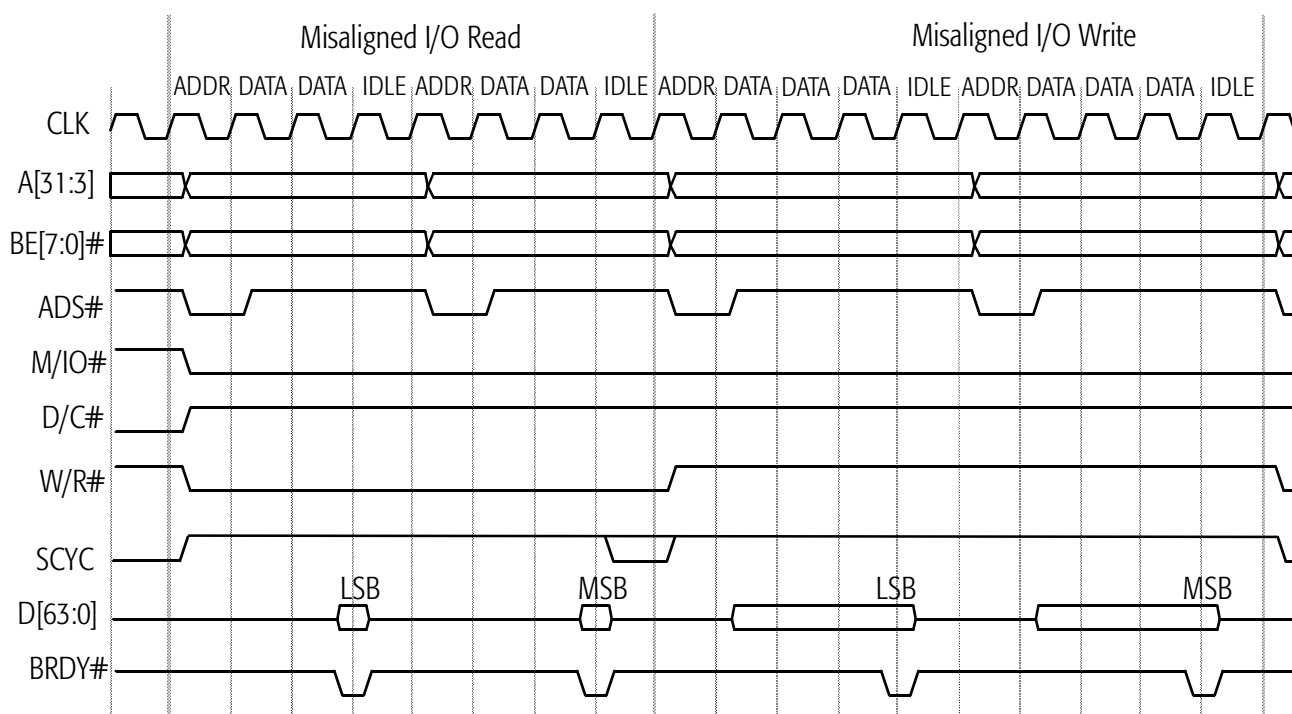 Misaligned I/O Read Misaligned I/O Write
ADDR DATA DATA IDLE ADDR DATA DATA IDLE ADDR DATA DATA DATA IDLE ADDR DATA DATA DATA IDLE
CLK
A[31:3]
BE[7:0]#
ADS#
M/IO#
D/C#
W/R#
SCYC
LSB MSB LSB MSB
D[63:0]
BRDY#